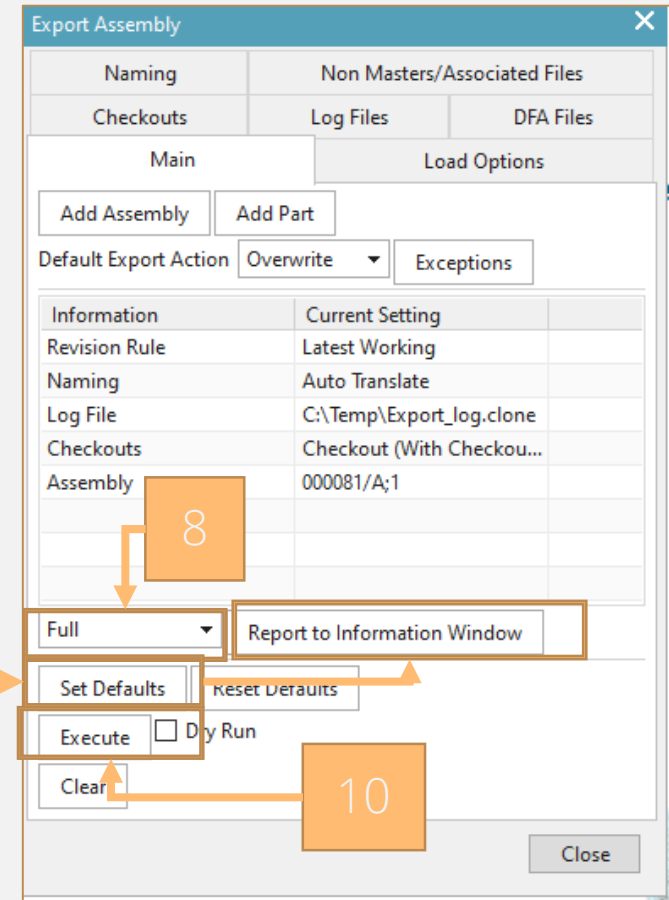 Export Assembly
Naming Non Masters/Associated Files
Checkouts Log Files DFA Files
Main Load Options
Add Assembly Add Part
Default Export Action Overwrite Exceptions
Information Current Setting
Revision Rule Latest Working
Naming Auto Translate
Log File C:\Temp\Export_log.clone
Checkouts Checkout (With Checkou...
Assembly 000081/A;1
8
Full Report to Information Window
Set Defaults Reset Defaults
Execute Dry Run
Clear
10
Close